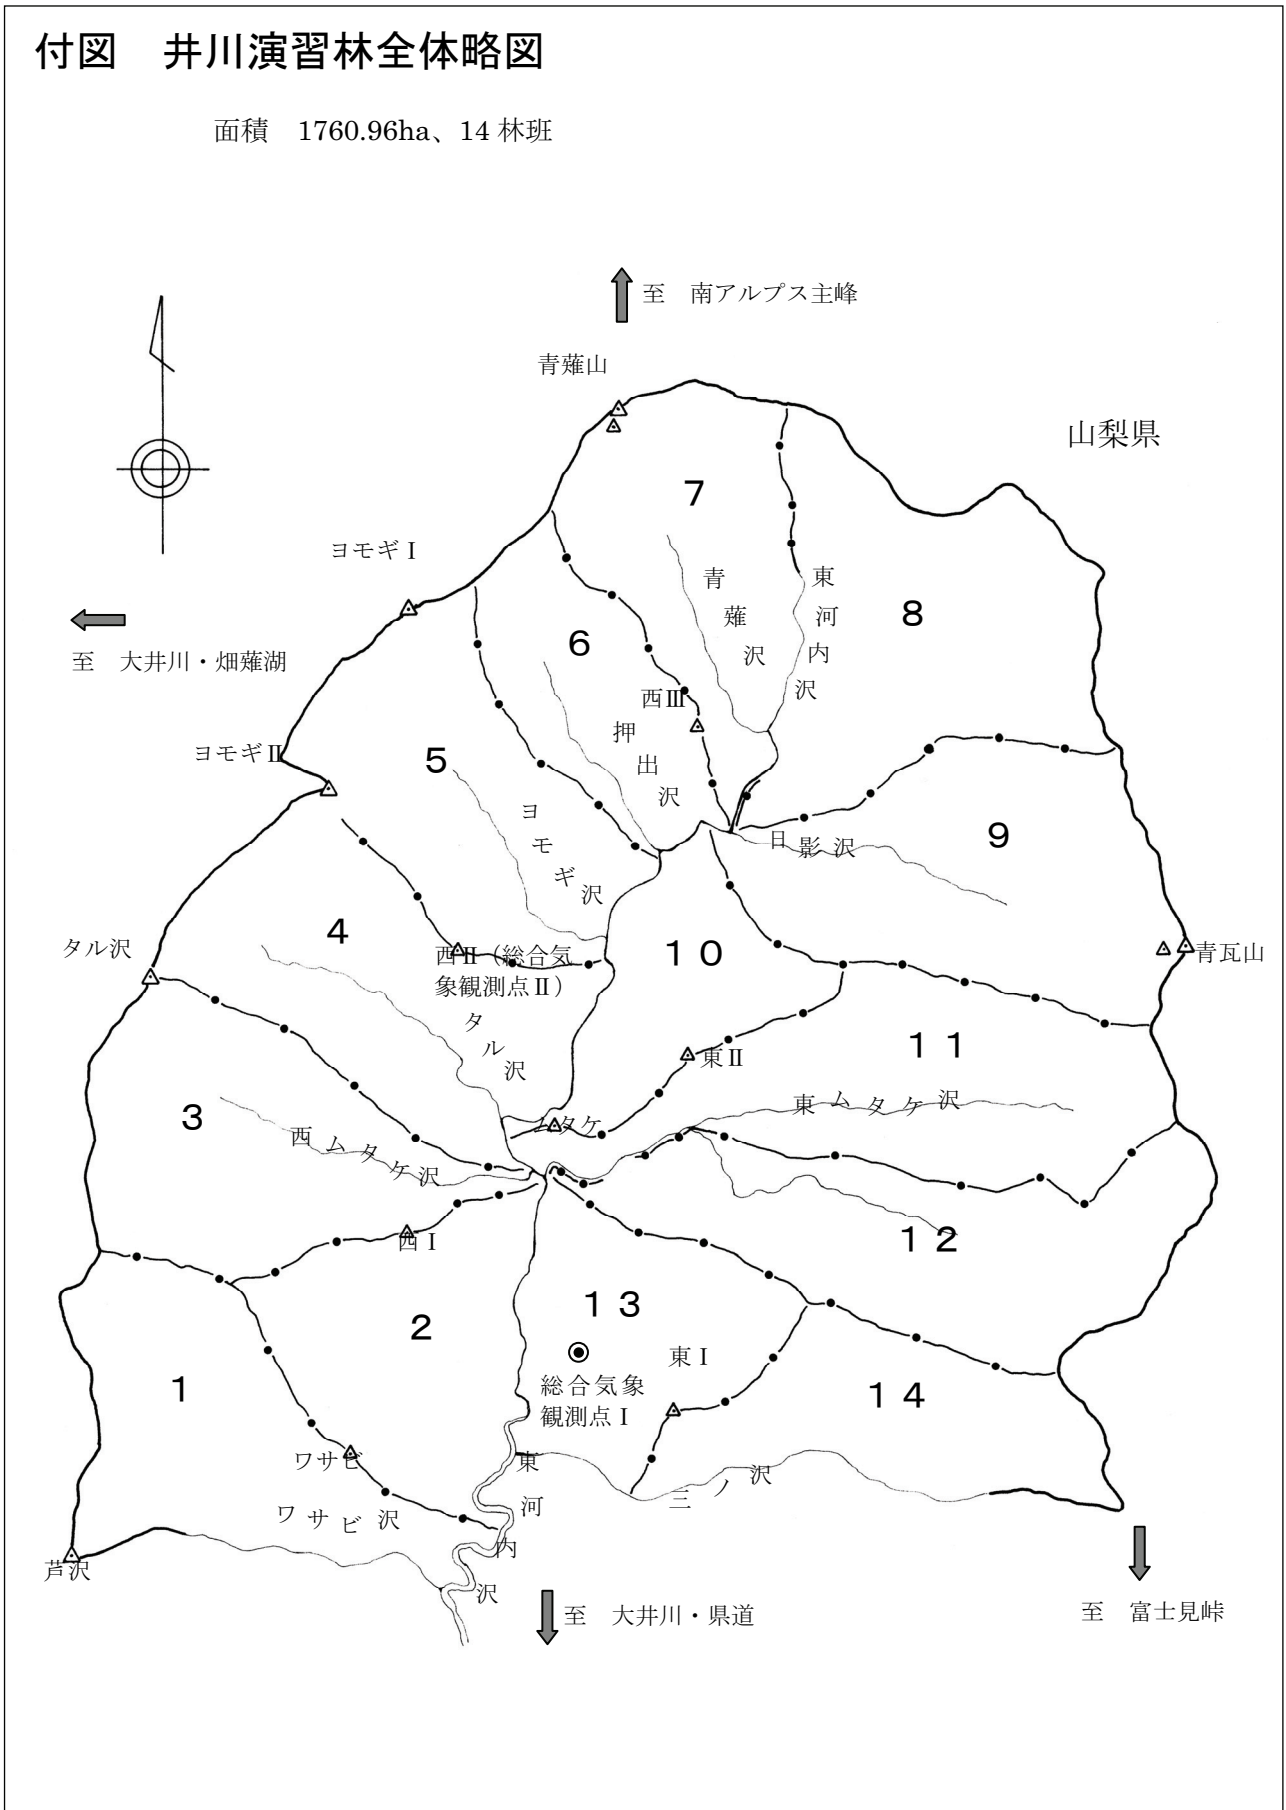 付図　井川演習林全体略図
面積　1760.96ha、14 林班
至　南アルプス主峰
青薙山
山梨県
7
ヨモギ I
青薙沢
東河内沢
8
6
至　大井川・畑薙湖
西Ⅲ
押出沢
ヨモギⅡ
5
ヨモギ沢
日影沢
9
4
タル沢
西Ⅱ（総合気
象観測点Ⅱ）
１０
青瓦山
タル沢
東Ⅱ
１１
3
東ムタケ沢
ムタケ
西ムタケ沢
西 I
１２
2
１３
東 I
1
総合気象
観測点 I
１４
ワサビ
東河内沢
三ノ沢
ワサビ沢
芦沢
至　大井川・県道
至　富士見峠